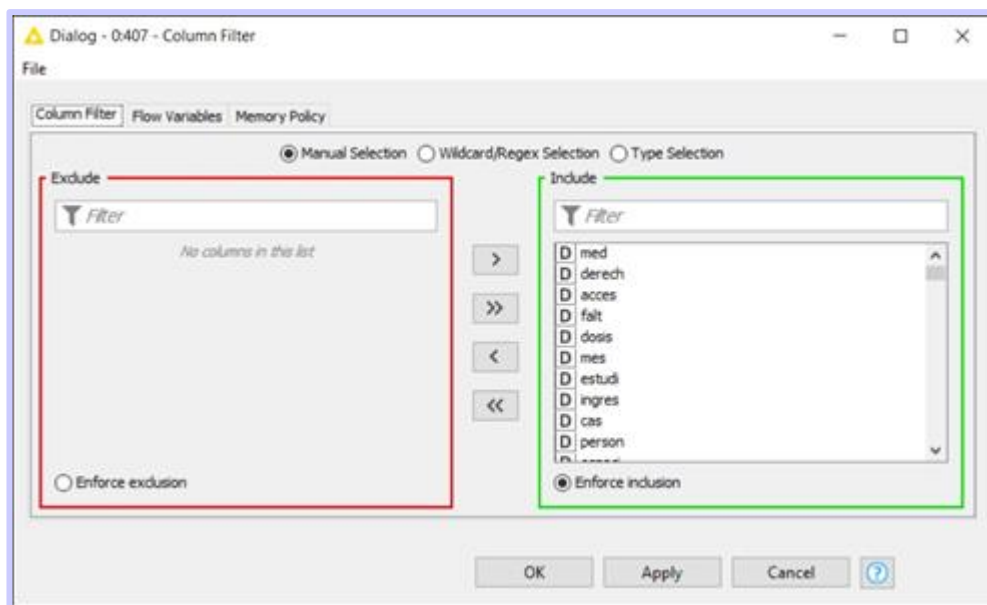 Dialog - 0:407 - Column Filter
File
Column Filter Flow Variables Memory Policy
Manual Selection Wildcard/Regex Selection Type Selection
Exclude
Include
Filter
Filter
No columns in this list
D med
D derech
D acces
D falt
D dosis
D mes
D estudi
D ingres
D cas
D person
>
>>
<
<<
Enforce exclusion
Enforce inclusion
OK Apply Cancel ?